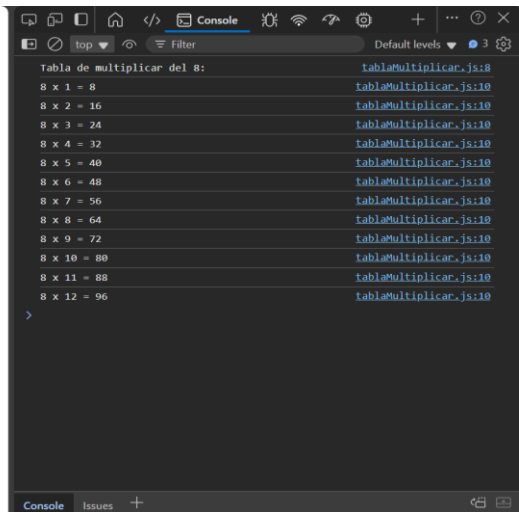 Console
top Filter Default levels 3
Tabla de multiplicar del 8: tablaMultiplicar.js:8
8 x 1 = 8 tablaMultiplicar.js:10
8 x 2 = 16 tablaMultiplicar.js:10
8 x 3 = 24 tablaMultiplicar.js:10
8 x 4 = 32 tablaMultiplicar.js:10
8 x 5 = 40 tablaMultiplicar.js:10
8 x 6 = 48 tablaMultiplicar.js:10
8 x 7 = 56 tablaMultiplicar.js:10
8 x 8 = 64 tablaMultiplicar.js:10
8 x 9 = 72 tablaMultiplicar.js:10
8 x 10 = 80 tablaMultiplicar.js:10
8 x 11 = 88 tablaMultiplicar.js:10
8 x 12 = 96 tablaMultiplicar.js:10
Console Issues